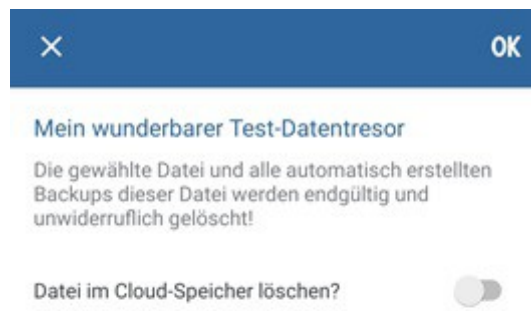 OK
Mein wunderbarer Test-Datentresor
Die gewählte Datei und alle automatisch erstellten
Backups dieser Datei werden endgültig und
unwiderruflich gelöscht!
Datei im Cloud-Speicher löschen?